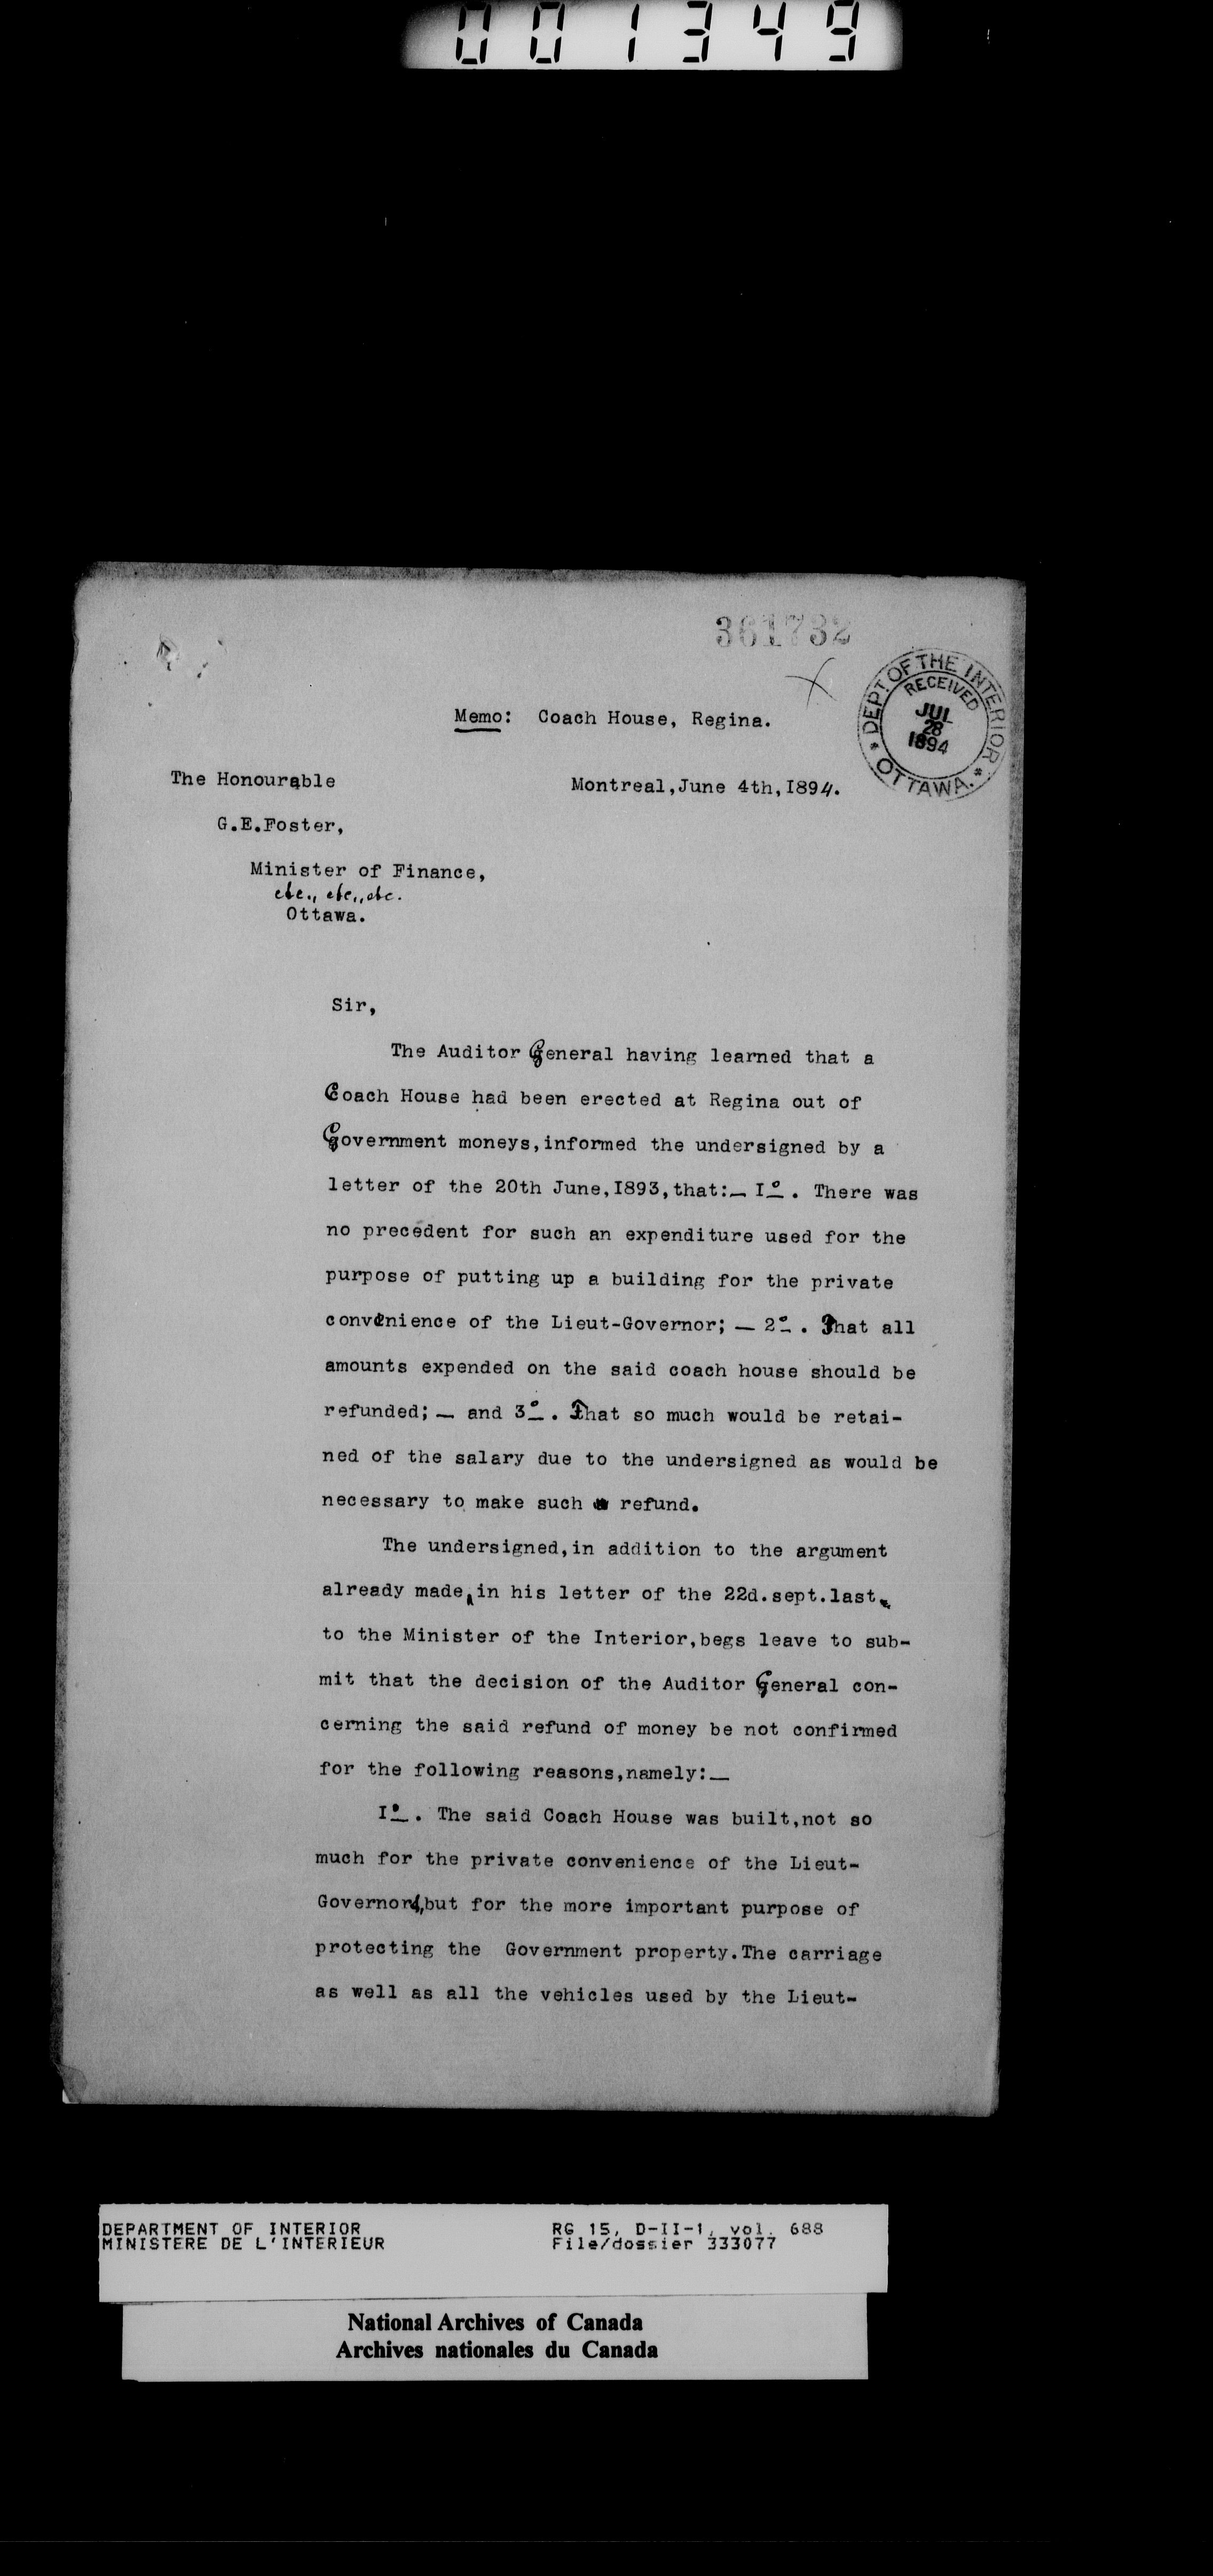 001349
361732
DEPT OF THE INTERIOR
RECEIVED
JUL
28
1894
* OTTAWA. *
Memo: Coach House, Regina.
The Honourable
Montreal,June 4th,I894.
G.E.Foster,
Minister of Finance,
etc., etc., etc.
Ottawa.
Sir,
The Auditor General having learned that a
Coach House had been erected at Regina out of
Government moneys,informed the undersigned by a
letter of the 20th June,I893,that:— Iº. There was
no precedent for such an expenditure used for the
purpose of putting up a building for the private
convenience of the Lieut-Governor; — 2º. That all
amounts expended on the said coach house should be
refunded; — and 3º. That so much would be retai-
ned of the salary due to the undersigned as would be
necessary to make such refund.
The undersigned,in addition to the argument
already made,in his letter of the 22d.sept.last,
to the Minister of the Interior,begs leave to sub-
mit that the decision of the Auditor General con-
cerning the said refund of money be not confirmed
for the following reasons,namely:—
Iº. The said Coach House was built,not so
much for the private convenience of the Lieut-
Governor,but for the more important purpose of
protecting the Government property.The carriage
as well as all the vehicles used by the Lieut-
DEPARTMENT OF INTERIOR
MINISTERE DE L'INTERIEUR
RG 15, D-II-1, vol. 688
File/dossier 333077
National Archives of Canada
Archives nationales du Canada